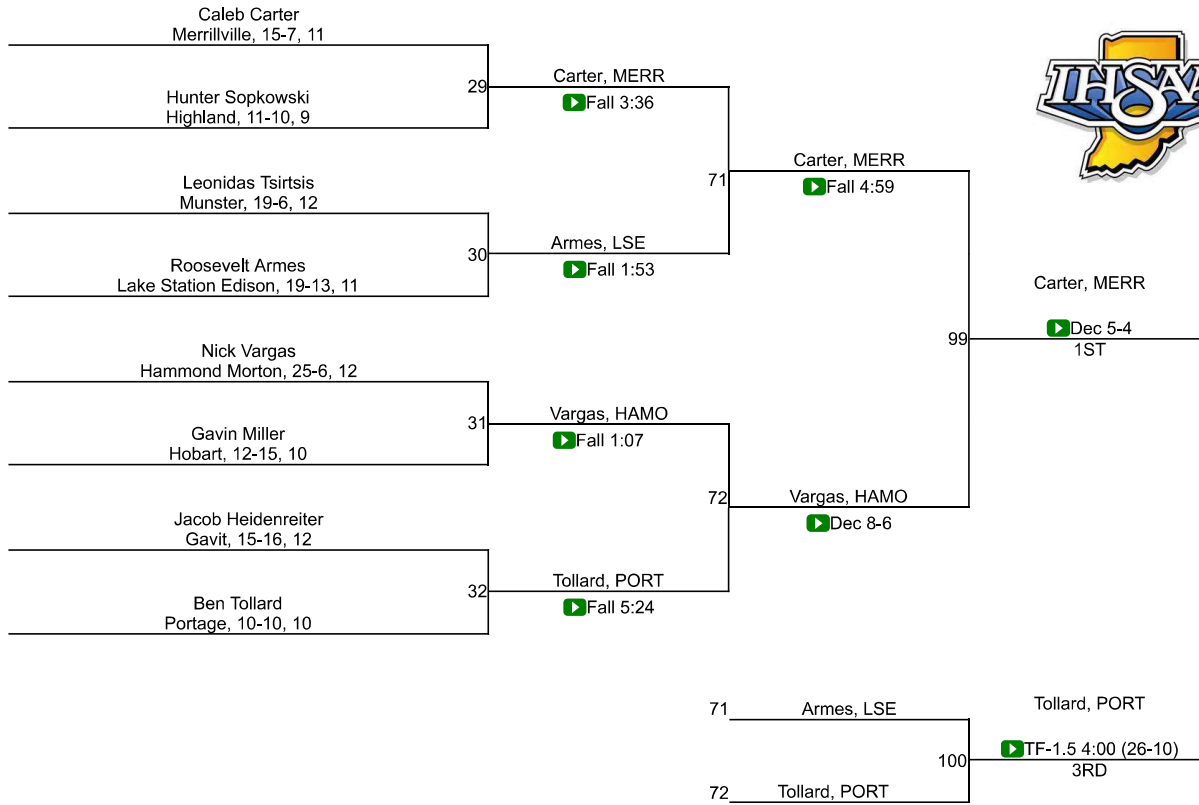 Caleb Carter
Merrillville, 15-7, 11
IHSAA
29
Carter, MERR
Fall 3:36
Hunter Sopkowski
Highland, 11-10, 9
71
Carter, MERR
Fall 4:59
Leonidas Tsirtsis
Munster, 19-6, 12
30
Armes, LSE
Fall 1:53
Roosevelt Armes
Lake Station Edison, 19-13, 11
99
Carter, MERR
Dec 5-4
1ST
Nick Vargas
Hammond Morton, 25-6, 12
31
Vargas, HAMO
Fall 1:07
Gavin Miller
Hobart, 12-15, 10
72
Vargas, HAMO
Dec 8-6
Jacob Heidenreiter
Gavit, 15-16, 12
32
Tollard, PORT
Fall 5:24
Ben Tollard
Portage, 10-10, 10
71
Armes, LSE
100
Tollard, PORT
TF-1.5 4:00 (26-10)
3RD
72
Tollard, PORT